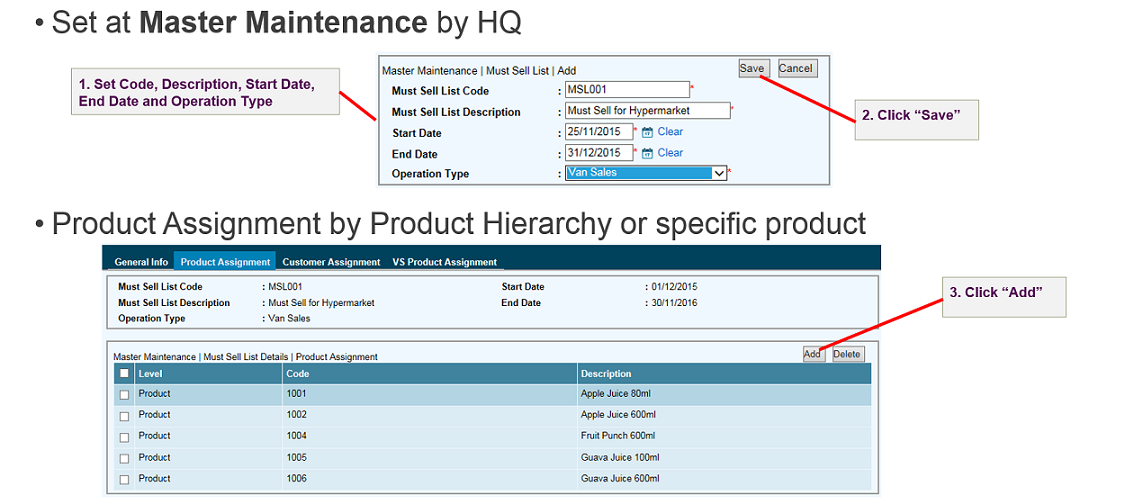 • Set at Master Maintenance by HQ
1. Set Code, Description, Start Date,
End Date and Operation Type
Master Maintenance | Must Sell List | Add
Save Cancel
Must Sell List Code : MSL001 *
Must Sell List Description : Must Sell for Hypermarket *
Start Date : 25/11/2015 * 17 Clear
End Date : 31/12/2015 * 17 Clear
Operation Type : Van Sales *
2. Click “Save”
• Product Assignment by Product Hierarchy or specific product
General Info Product Assignment Customer Assignment VS Product Assignment
Must Sell List Code : MSL001 Start Date : 01/12/2015
Must Sell List Description : Must Sell for Hypermarket End Date : 30/11/2016
Operation Type : Van Sales
3. Click “Add”
Master Maintenance | Must Sell List Details | Product Assignment
Add Delete
Level Code Description
Product 1001 Apple Juice 80ml
Product 1002 Apple Juice 600ml
Product 1004 Fruit Punch 600ml
Product 1005 Guava Juice 100ml
Product 1006 Guava Juice 600ml